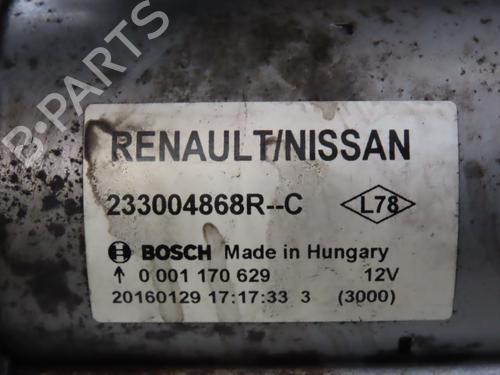 B-PARTS
RENAULT/NISSAN
233004868R--C
L78
BOSCH Made in Hungary
↑ 0 001 170 629 12V
20160129 17:17:33 3 (3000)